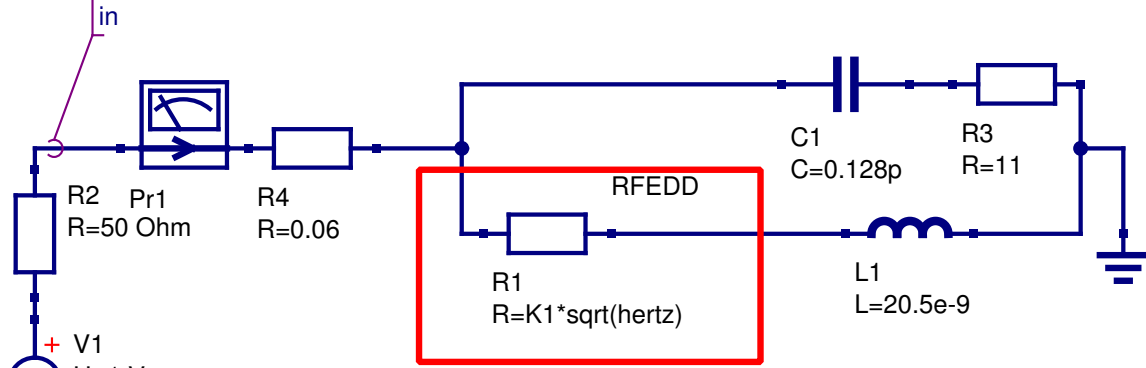 in
RFEDD
C1
C=0.128p
R3
R=11
R2
R=50 Ohm
Pr1
R4
R=0.06
R1
R=K1*sqrt(hertz)
L1
L=20.5e-9
+ V1